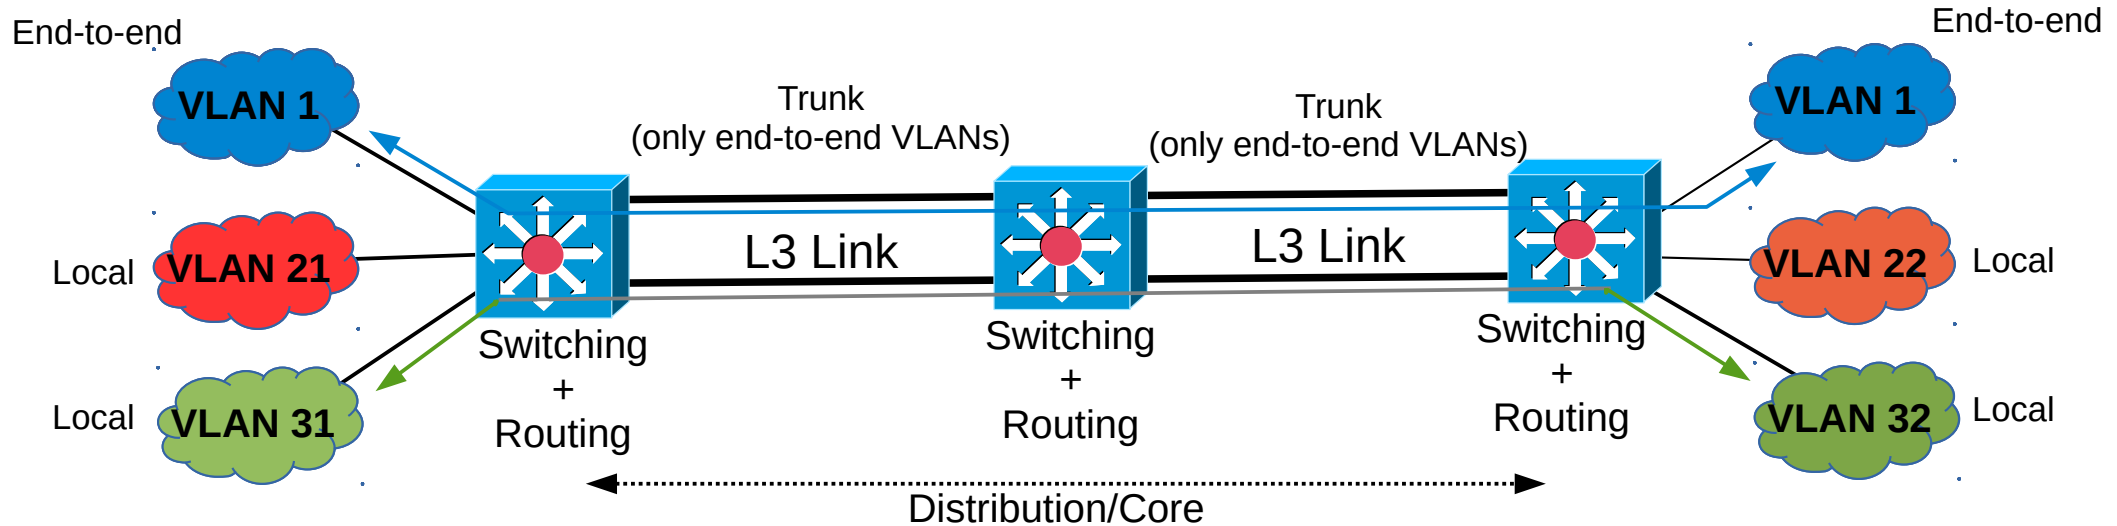 End-to-end
End-to-end
VLAN 1
Trunk
(only end-to-end VLANs)
Trunk
(only end-to-end VLANs)
VLAN 1
Local
VLAN 21
L3 Link
L3 Link
VLAN 22
Local
Switching
+
Routing
Switching
+
Routing
Switching
+
Routing
Local
VLAN 31
VLAN 32
Local
Distribution/Core